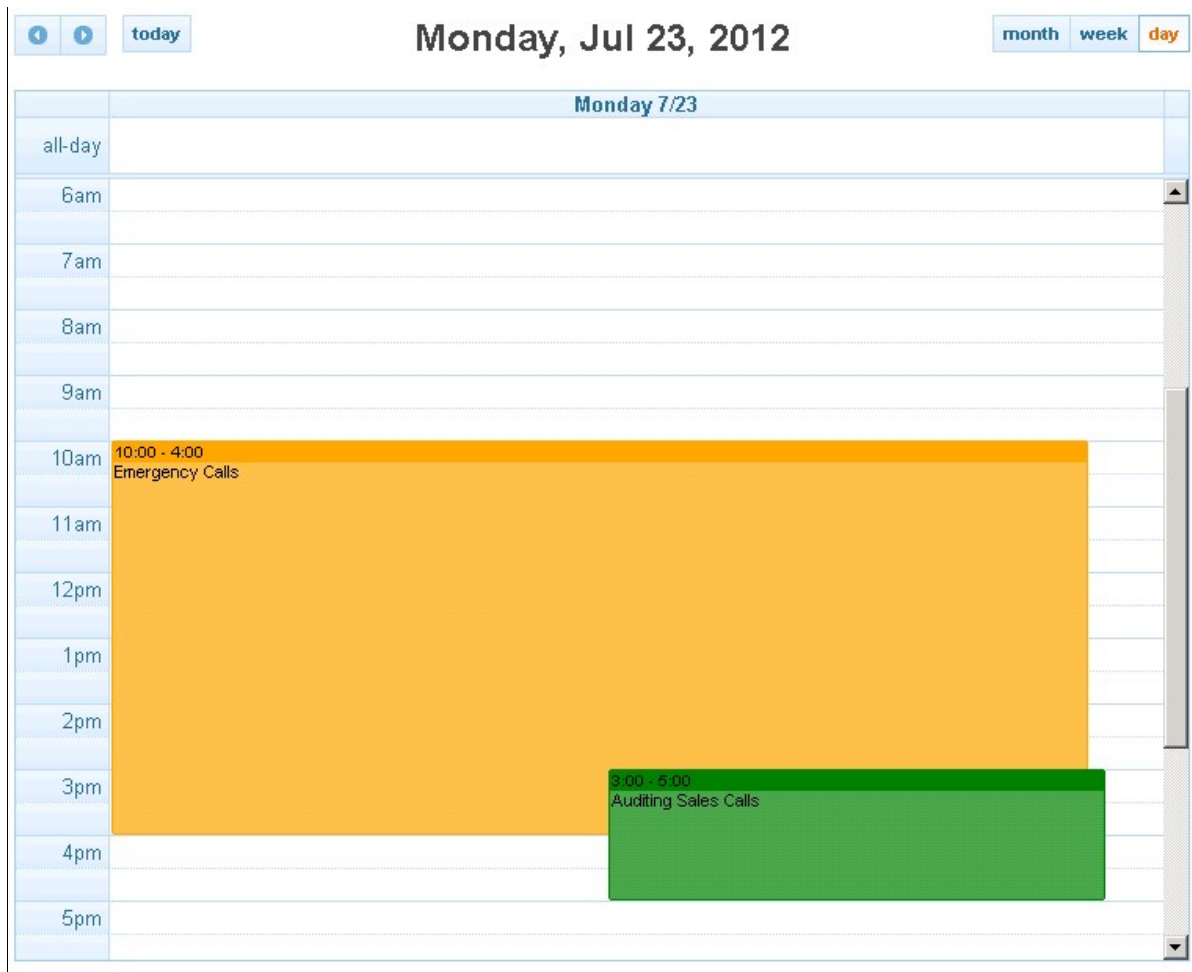 today
Monday, Jul 23, 2012
month week day
Monday 7/23
all-day
6am
7am
8am
9am
10am
10:00 - 4:00
Emergency Calls
11am
12pm
1pm
2pm
3pm
3:00 - 5:00
Auditing Sales Calls
4pm
5pm